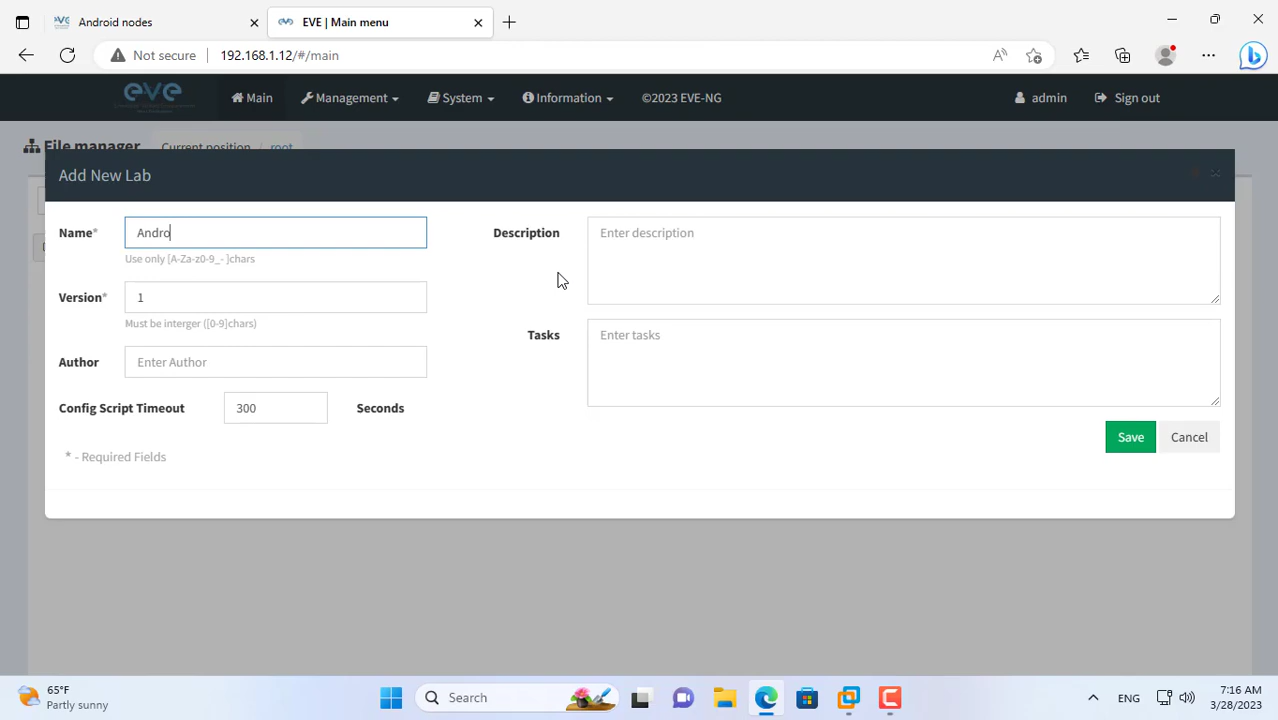 Android nodes
EVE | Main menu
Not secure
192.168.1.12/#/main
eve
Main
Management
System
Information
©2023 EVE-NG
admin
Sign out
File manager
Current position
root
Add New Lab
Name*
Andro
Use only [A-Za-z0-9_- ]chars
Version*
1
Must be interger ([0-9]chars)
Author
Enter Author
Config Script Timeout
300
Seconds
* - Required Fields
Description
Enter description
Tasks
Enter tasks
Save
Cancel
65°F
Partly sunny
Search
ENG
7:16 AM
3/28/2023